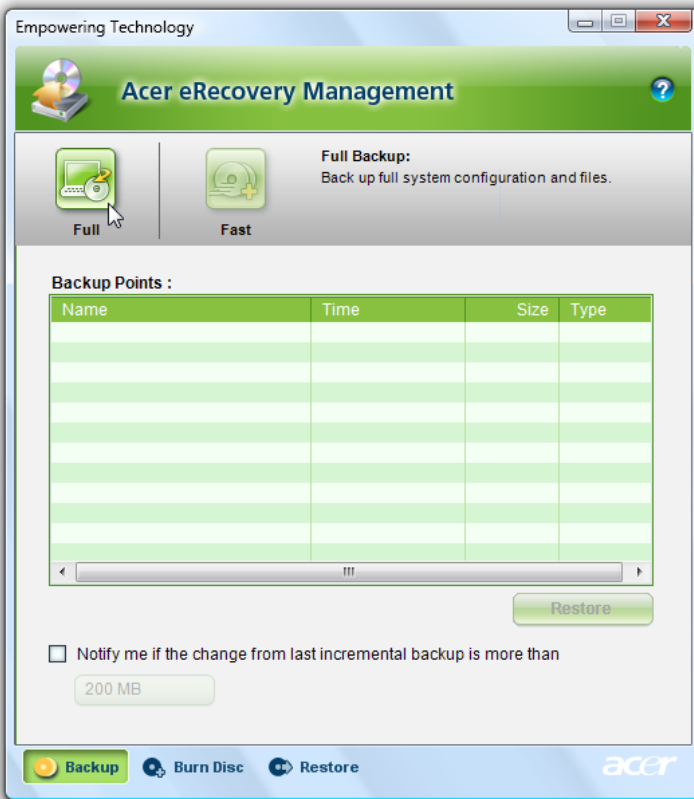 Empowering Technology
Acer eRecovery Management
Full Backup:
Back up full system configuration and files.
Full
Fast
Backup Points :
Name Time Size Type
Restore
Notify me if the change from last incremental backup is more than
200 MB
Backup Burn Disc Restore acer